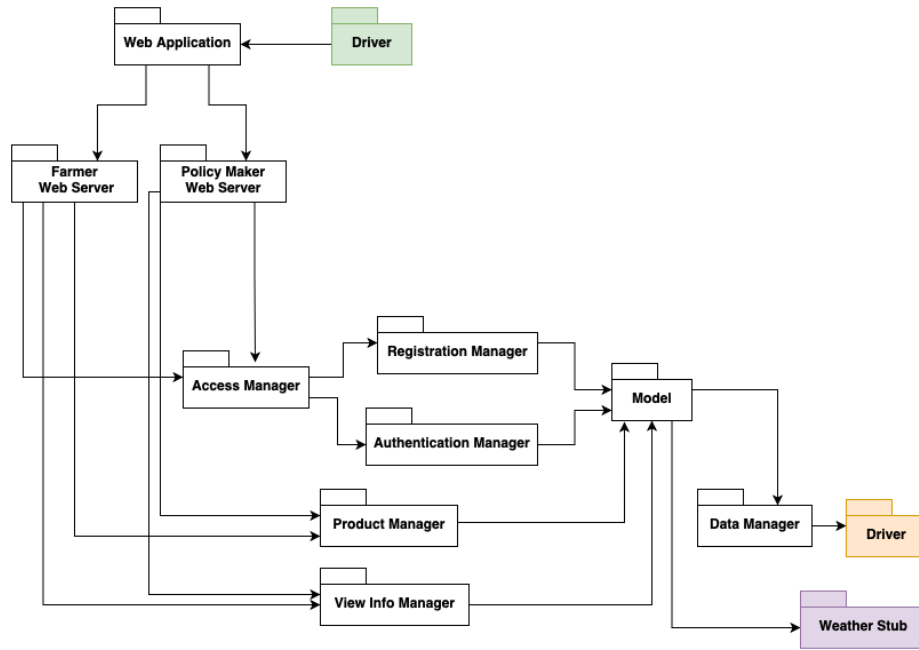 Web Application
Driver
Farmer
Web Server
Policy Maker
Web Server
Registration Manager
Access Manager
Model
Authentication Manager
Product Manager
Data Manager
Driver
View Info Manager
Weather Stub